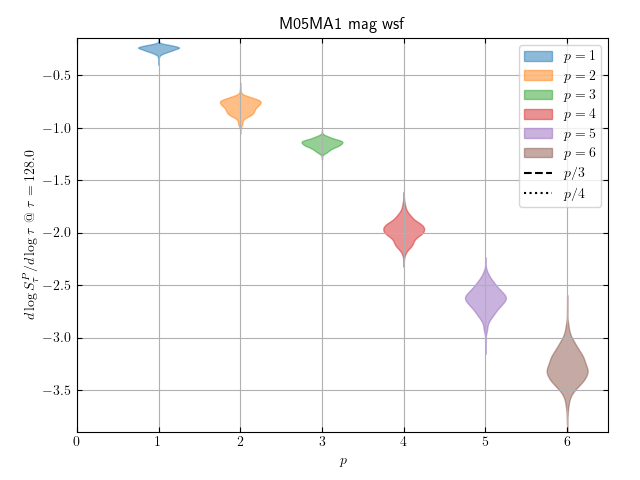 M05MA1 mag wsf
−0.5
−1.0
−1.5
−2.0
−2.5
−3.0
−3.5
d log S_τ^P / d log τ @ τ = 128.0
0 1 2 3 4 5 6
p
p = 1
p = 2
p = 3
p = 4
p = 5
p = 6
p/3
p/4